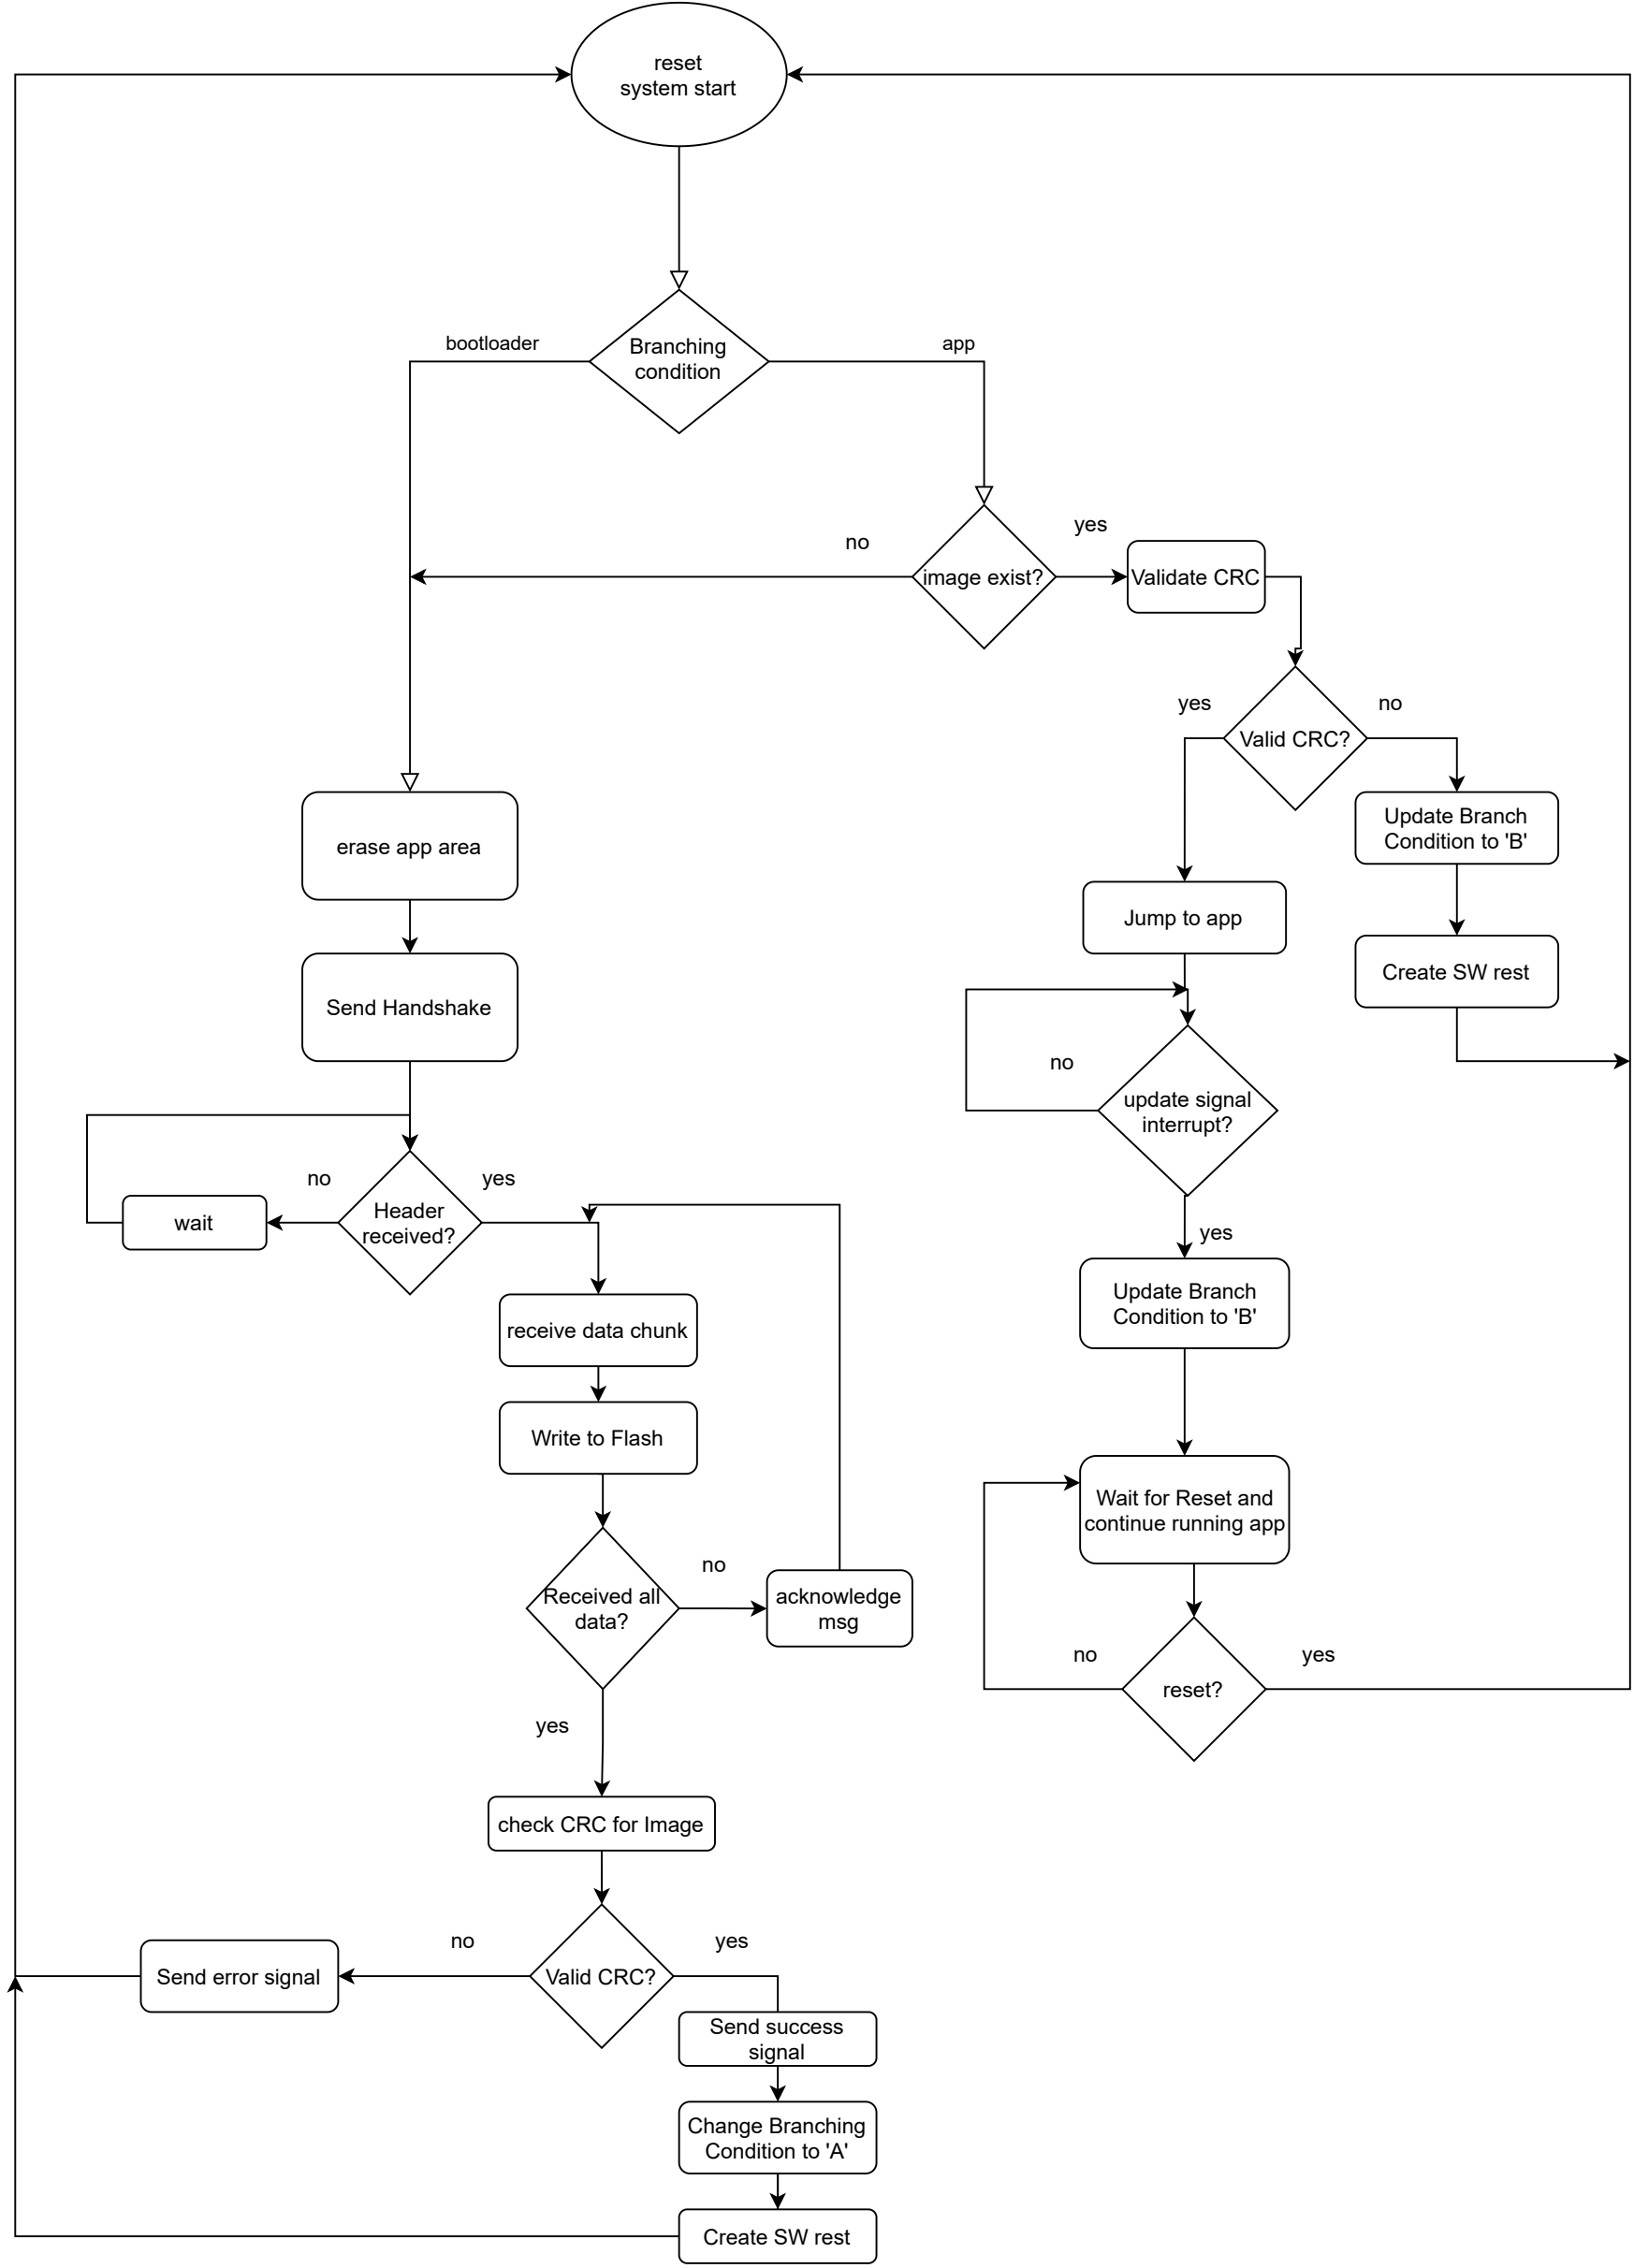 reset
system start
bootloader
Branching
condition
app
no
image exist?
yes
Validate CRC
yes
Valid CRC?
no
Update Branch
Condition to 'B'
erase app area
Jump to app
Create SW rest
Send Handshake
no
update signal
interrupt?
yes
no
Header
received?
yes
wait
Update Branch
Condition to 'B'
receive data chunk
Write to Flash
Wait for Reset and
continue running app
Received all
data?
no
acknowledge
msg
no
reset?
yes
yes
check CRC for Image
no
Valid CRC?
yes
Send error signal
Send success
signal
Change Branching
Condition to 'A'
Create SW rest